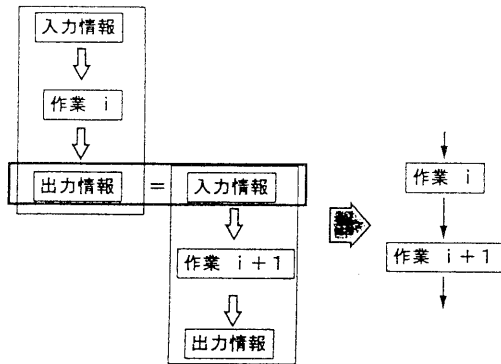 入力情報
作業 i
出力情報 = 入力情報
作業 i+1
出力情報
作業 i
作業 i+1